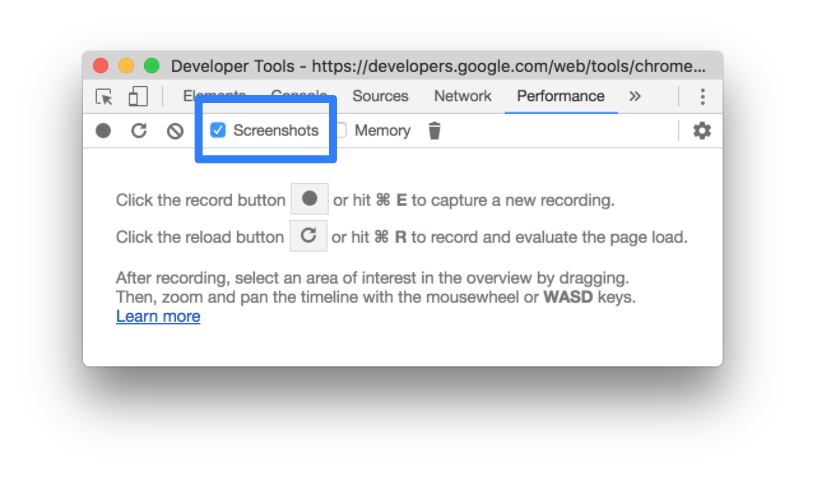 Developer Tools - https://developers.google.com/web/tools/chrome...
Elements Console Sources Network Performance »
Screenshots Memory
Click the record button or hit ⌘ E to capture a new recording.
Click the reload button or hit ⌘ R to record and evaluate the page load.
After recording, select an area of interest in the overview by dragging.
Then, zoom and pan the timeline with the mousewheel or WASD keys.
Learn more